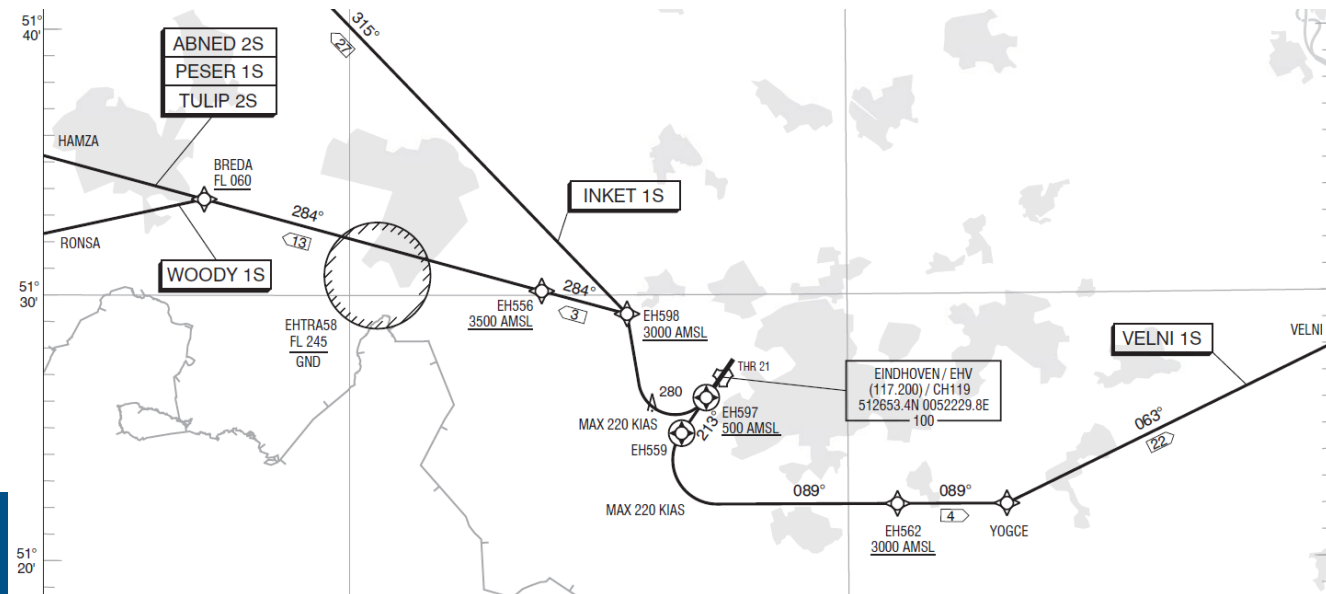 51°
40'
315°
27
ABNED 2S
PESER 1S
TULIP 2S
HAMZA
BREDA
FL 060
INKET 1S
284°
13
RONSA
WOODY 1S
51°
30'
284°
3
EH556
3500 AMSL
EH598
3000 AMSL
EHTRA58
FL 245
GND
VELNI
VELNI 1S
THR 21
EINDHOVEN / EHV
(117.200) / CH119
512653.4N 0052229.8E
100
280
EH597
500 AMSL
MAX 220 KIAS
213°
EH559
063°
22
089°
089°
4
MAX 220 KIAS
EH562
3000 AMSL
YOGCE
51°
20'